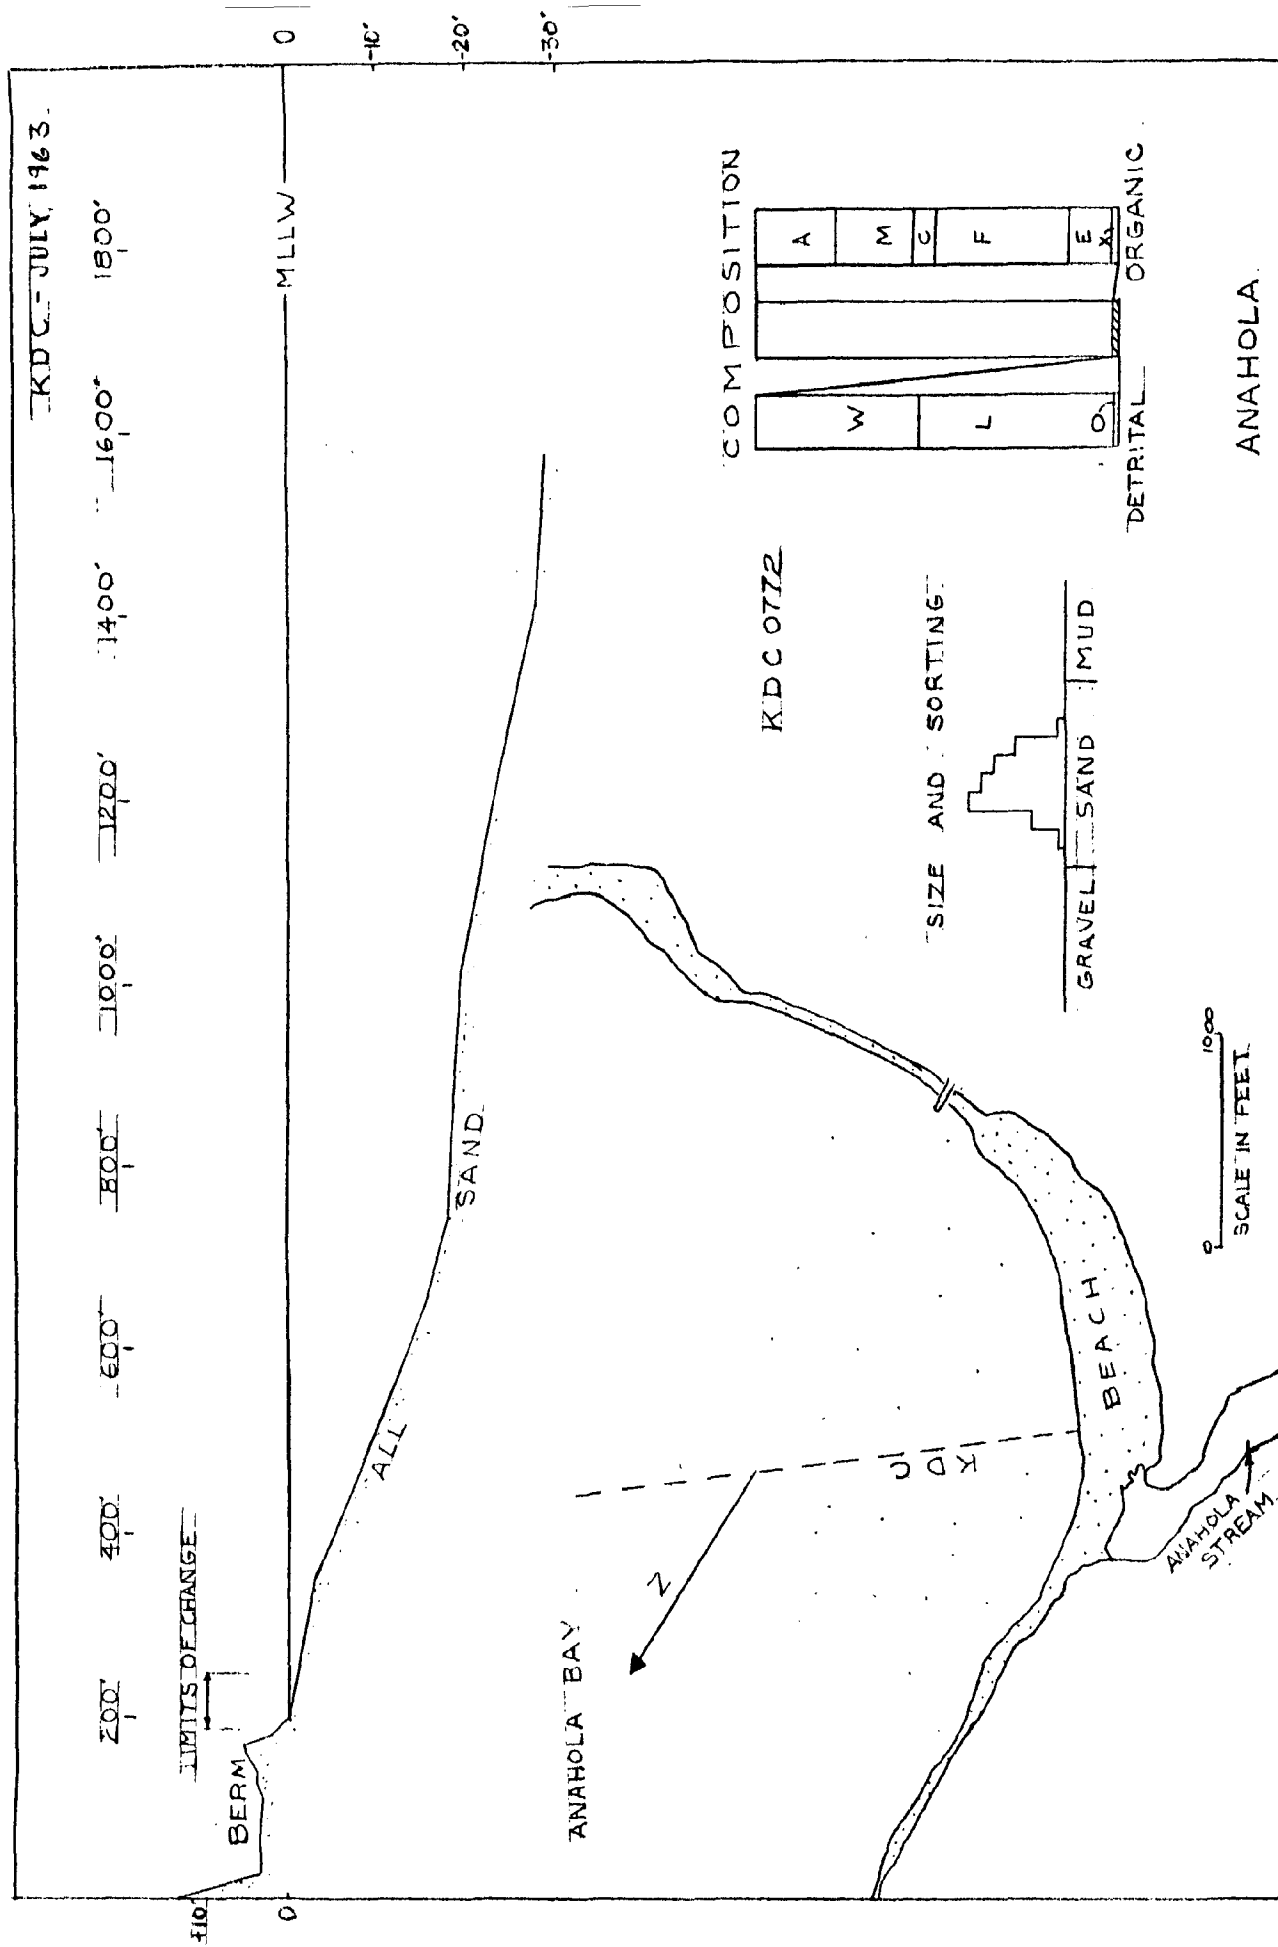 KDC - JULY, 1963.
200' 400' 600' 800' 1000' 1200' 1400' 1600' 1800'
LIMITS OF CHANGE
+10'
BERM
0
MLLW
0
-10'
-20'
-30'
ALL SAND
ANAHOLA BAY
N
KDC
BEACH
ANAHOLA
STREAM
0 1000
SCALE IN FEET
KDC 0772
SIZE AND SORTING
GRAVEL SAND MUD
COMPOSITION
W
L
O
A
M
C
F
E
X
DETRITAL ORGANIC
ANAHOLA